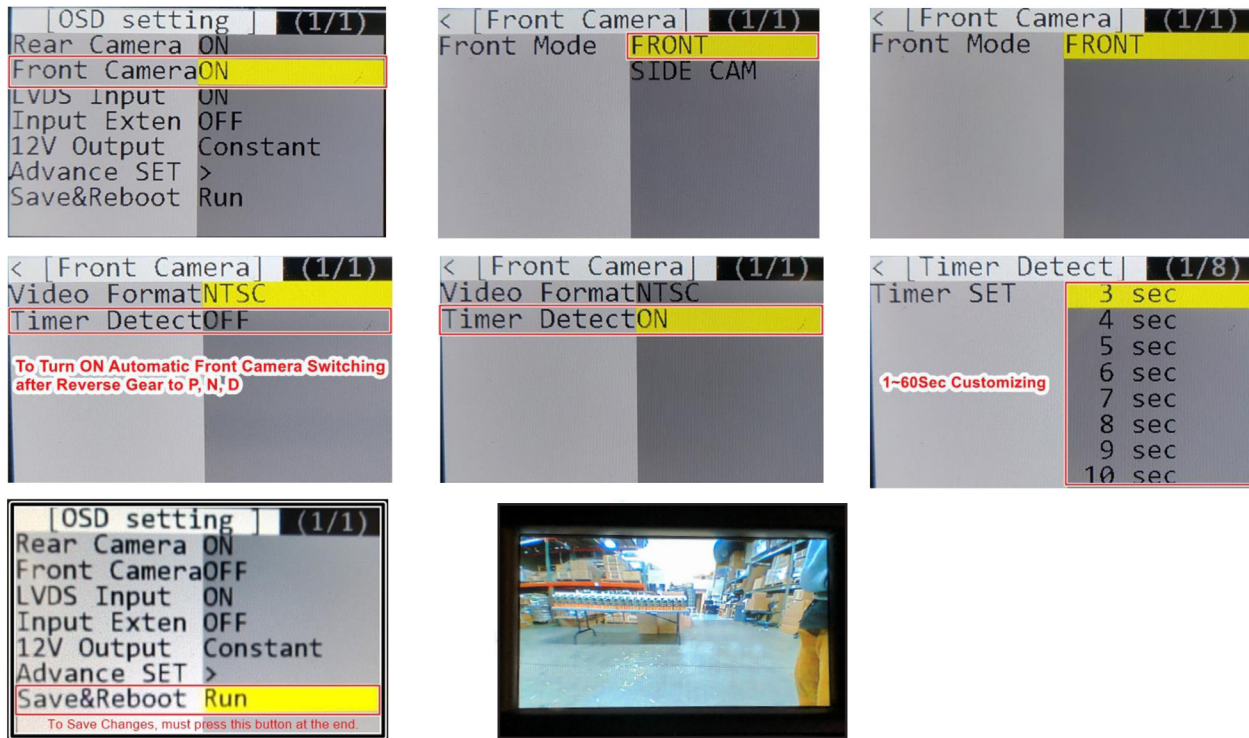 [OSD setting (1/1)
Rear Camera ON
Front CameraON
LVDS Input ON
Input Exten OFF
12V Output Constant
Advance SET >
Save&Reboot Run
< [Front Camera] (1/1)
Front Mode FRONT
SIDE CAM
< [Front Camera] (1/1)
Front Mode FRONT
< [Front Camera] (1/1)
Video FormatNTSC
Timer DetectOFF
To Turn ON Automatic Front Camera Switching
after Reverse Gear to P, N, D
< [Front Camera] (1/1)
Video FormatNTSC
Timer DetectON
< [Timer Detect] (1/8)
Timer SET 3 sec
4 sec
5 sec
6 sec
7 sec
8 sec
9 sec
10 sec
1~60Sec Customizing
[OSD setting ] (1/1)
Rear Camera ON
Front CameraOFF
LVDS Input ON
Input Exten OFF
12V Output Constant
Advance SET >
Save&Reboot Run
To Save Changes, must press this button at the end.